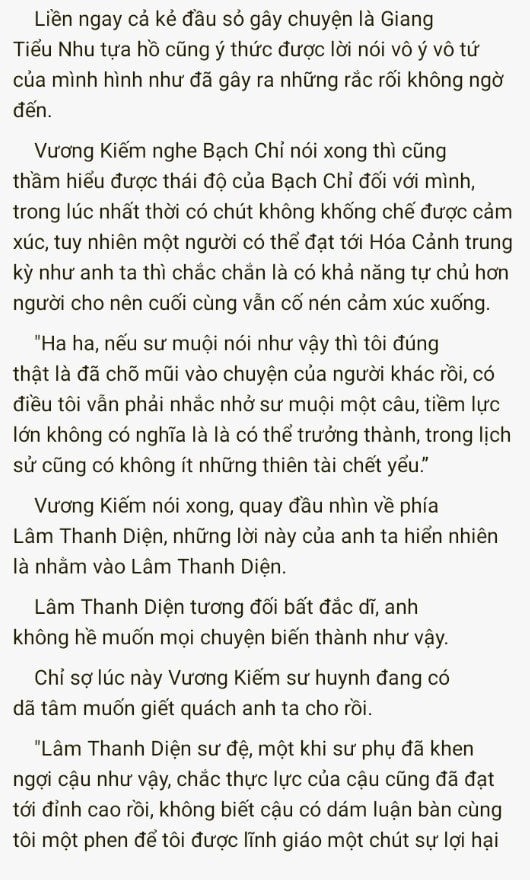 Liền ngay cả kẻ đầu sỏ gây chuyện là Giang
Tiểu Nhu tựa hồ cũng ý thức được lời nói vô ý vô tứ
của mình hình như đã gây ra những rắc rối không ngờ
đến.
Vương Kiếm nghe Bạch Chỉ nói xong thì cũng
thầm hiểu được thái độ của Bạch Chỉ đối với mình,
trong lúc nhất thời có chút không khống chế được cảm
xúc, tuy nhiên một người có thể đạt tới Hóa Cảnh trung
kỳ như anh ta thì chắc chắn là có khả năng tự chủ hơn
người cho nên cuối cùng vẫn cố nén cảm xúc xuống.
"Ha ha, nếu sư muội nói như vậy thì tôi đúng
thật là đã chõ mũi vào chuyện của người khác rồi, có
điều tôi vẫn phải nhắc nhở sư muội một câu, tiềm lực
lớn không có nghĩa là là có thể trưởng thành, trong lịch
sử cũng có không ít những thiên tài chết yểu.”
Vương Kiếm nói xong, quay đầu nhìn về phía
Lâm Thanh Diện, những lời này của anh ta hiển nhiên
là nhằm vào Lâm Thanh Diện.
Lâm Thanh Diện tương đối bất đắc dĩ, anh
không hề muốn mọi chuyện biến thành như vậy.
Chỉ sợ lúc này Vương Kiếm sư huynh đang có
dã tâm muốn giết quách anh ta cho rồi.
"Lâm Thanh Diện sư đệ, một khi sư phụ đã khen
ngợi cậu như vậy, chắc thực lực của cậu cũng đã đạt
tới đỉnh cao rồi, không biết cậu có dám luận bàn cùng
tôi một phen để tôi được lĩnh giáo một chút sự lợi hại